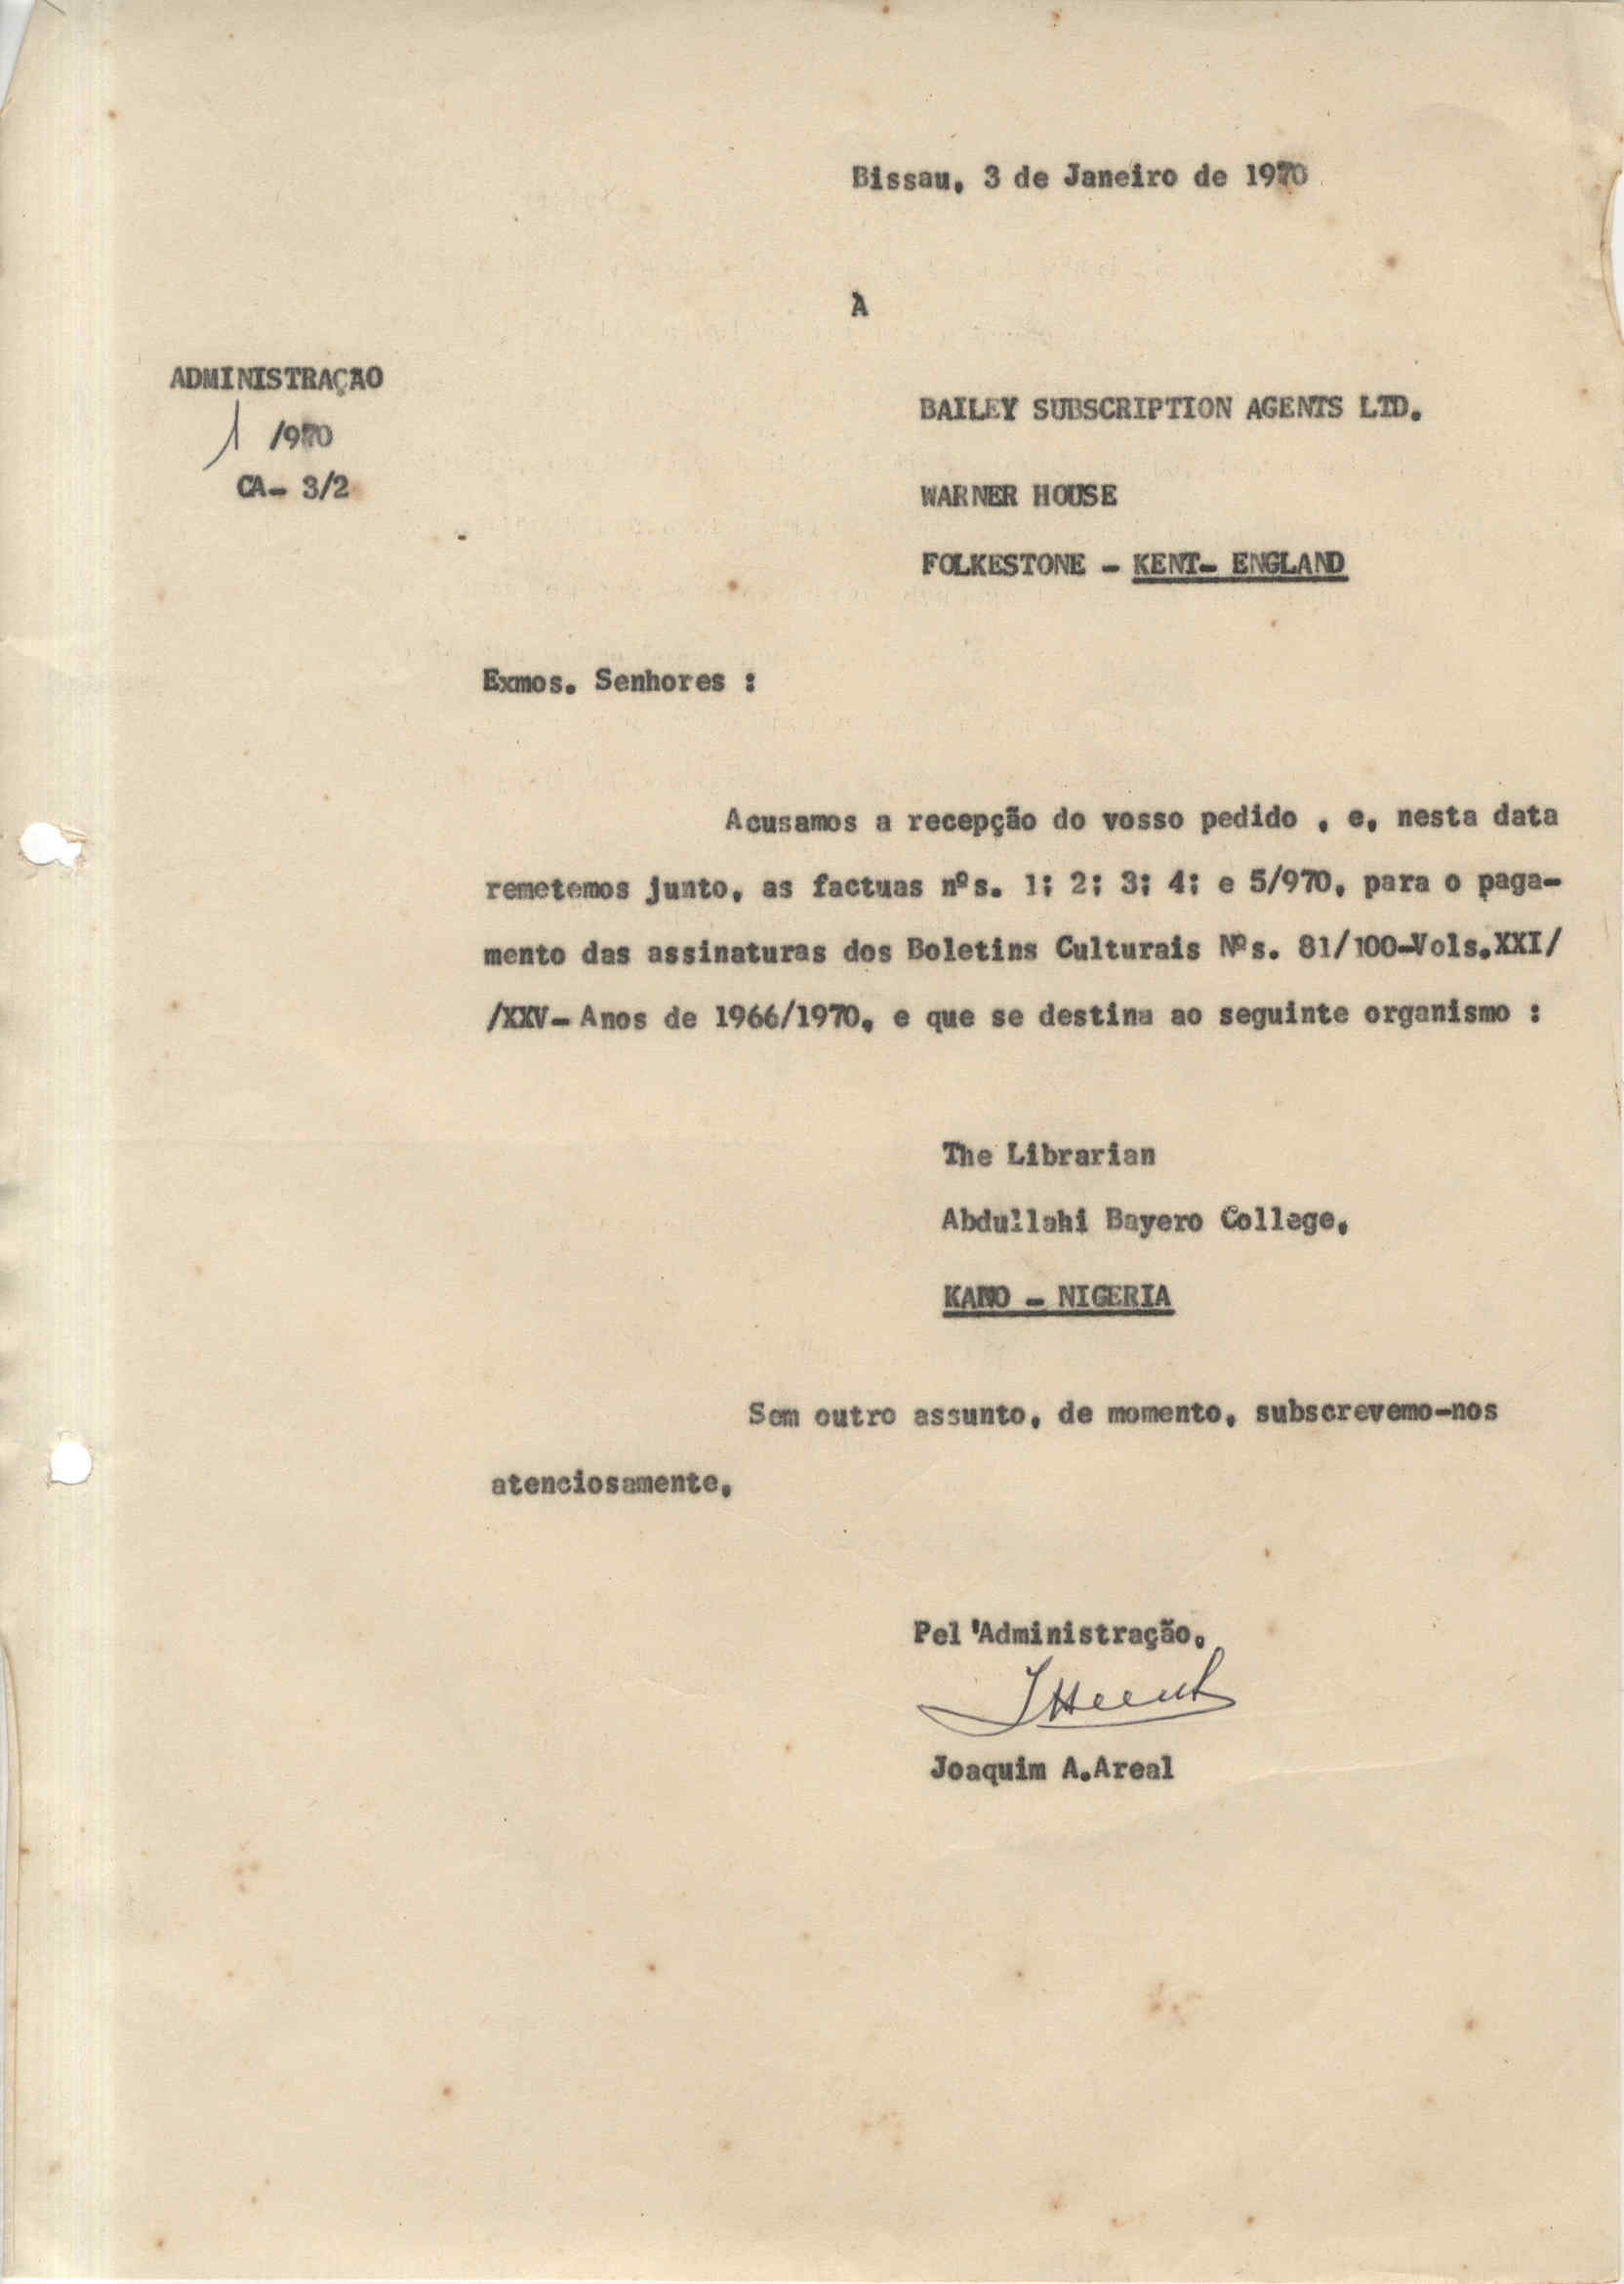 Bissau, 3 de Janeiro de 1970
À
ADMINISTRAÇAO
1 /970
CA- 3/2
BAILEY SUBSCRIPTION AGENTS LTD.
WARNER HOUSE
FOLKESTONE - KENT- ENGLAND
Exmos. Senhores :
Acusamos a recepção do vosso pedido , e, nesta data
remetemos junto, as factuas nºs. 1; 2; 3; 4; e 5/970, para o paga-
mento das assinaturas dos Boletins Culturais Nºs. 81/100-Vols.XXI/
/XXV- Anos de 1966/1970, e que se destina ao seguinte organismo :
The Librarian
Abdullahi Bayero College,
KANO - NIGERIA
Sem outro assunto, de momento, subscrevemo-nos
atenciosamente,
Pel'Administração,
Joaquim A.Areal